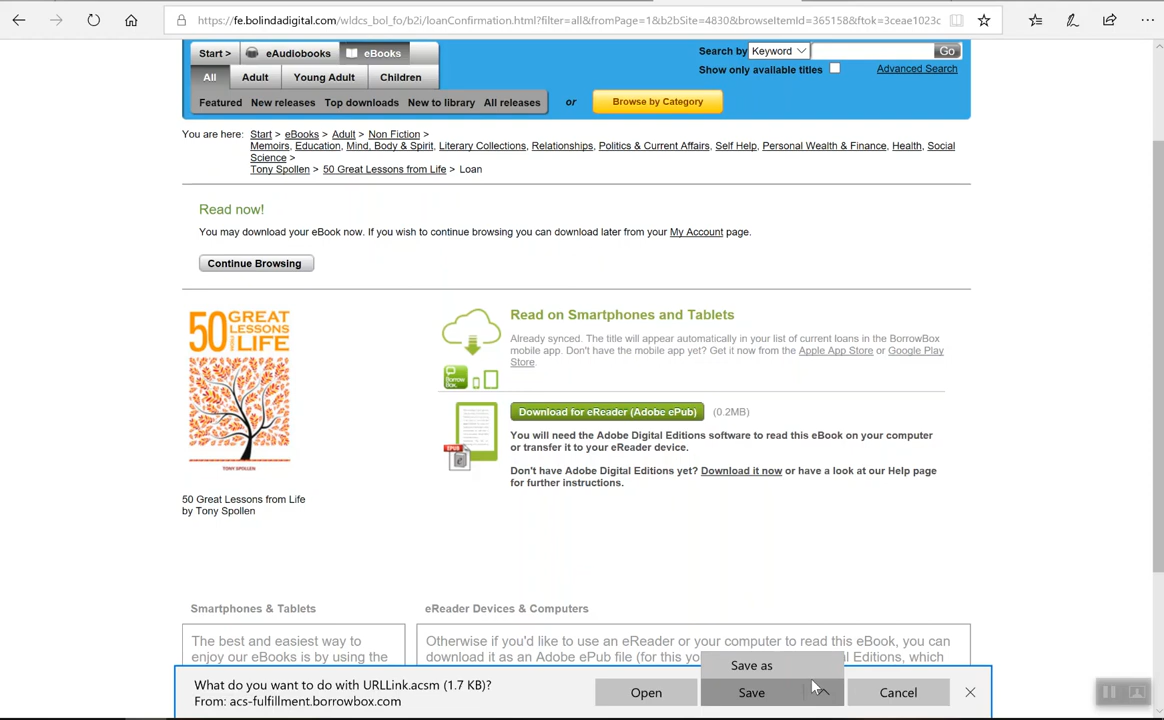 https://fe.bolindadigital.com/wldcs_bol_fo/b2i/loanConfirmation.html?filter=all&fromPage=1&b2bSite=4830&browseItemId=365158&ftok=3ceae1023c
Start > eAudiobooks eBooks
Search by Keyword Go
All Adult Young Adult Children
Show only available titles Advanced Search
Featured New releases Top downloads New to library All releases or Browse by Category
You are here: Start > eBooks > Adult > Non Fiction >
Memoirs, Education, Mind, Body & Spirit, Literary Collections, Relationships, Politics & Current Affairs, Self Help, Personal Wealth & Finance, Health, Social
Science >
Tony Spollen > 50 Great Lessons from Life > Loan
Read now!
You may download your eBook now. If you wish to continue browsing you can download later from your My Account page.
Continue Browsing
50 GREAT
LESSONS
FROM LIFE
TONY SPOLLEN
50 Great Lessons from Life
by Tony Spollen
Read on Smartphones and Tablets
Already synced. The title will appear automatically in your list of current loans in the BorrowBox
mobile app. Don't have the mobile app yet? Get it now from the Apple App Store or Google Play
Store.
Download for eReader (Adobe ePub) (0.2MB)
EPUB
You will need the Adobe Digital Editions software to read this eBook on your computer
or transfer it to your eReader device.
Don't have Adobe Digital Editions yet? Download it now or have a look at our Help page
for further instructions.
Smartphones & Tablets
The best and easiest way to
enjoy our eBooks is by using the
eReader Devices & Computers
Otherwise if you'd like to use an eReader or your computer to read this eBook, you can
download it as an Adobe ePub file (for this yo l Editions, which
Save as
What do you want to do with URLLink.acsm (1.7 KB)?
From: acs-fulfillment.borrowbox.com
Open Save Cancel